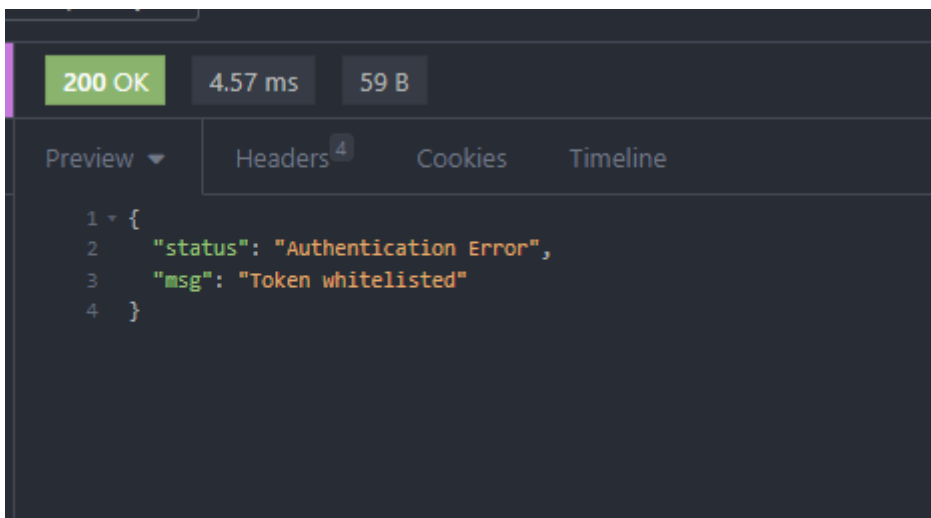 200 OK 4.57 ms 59 B
Preview Headers 4 Cookies Timeline
1 {
2 "status": "Authentication Error",
3 "msg": "Token whitelisted"
4 }